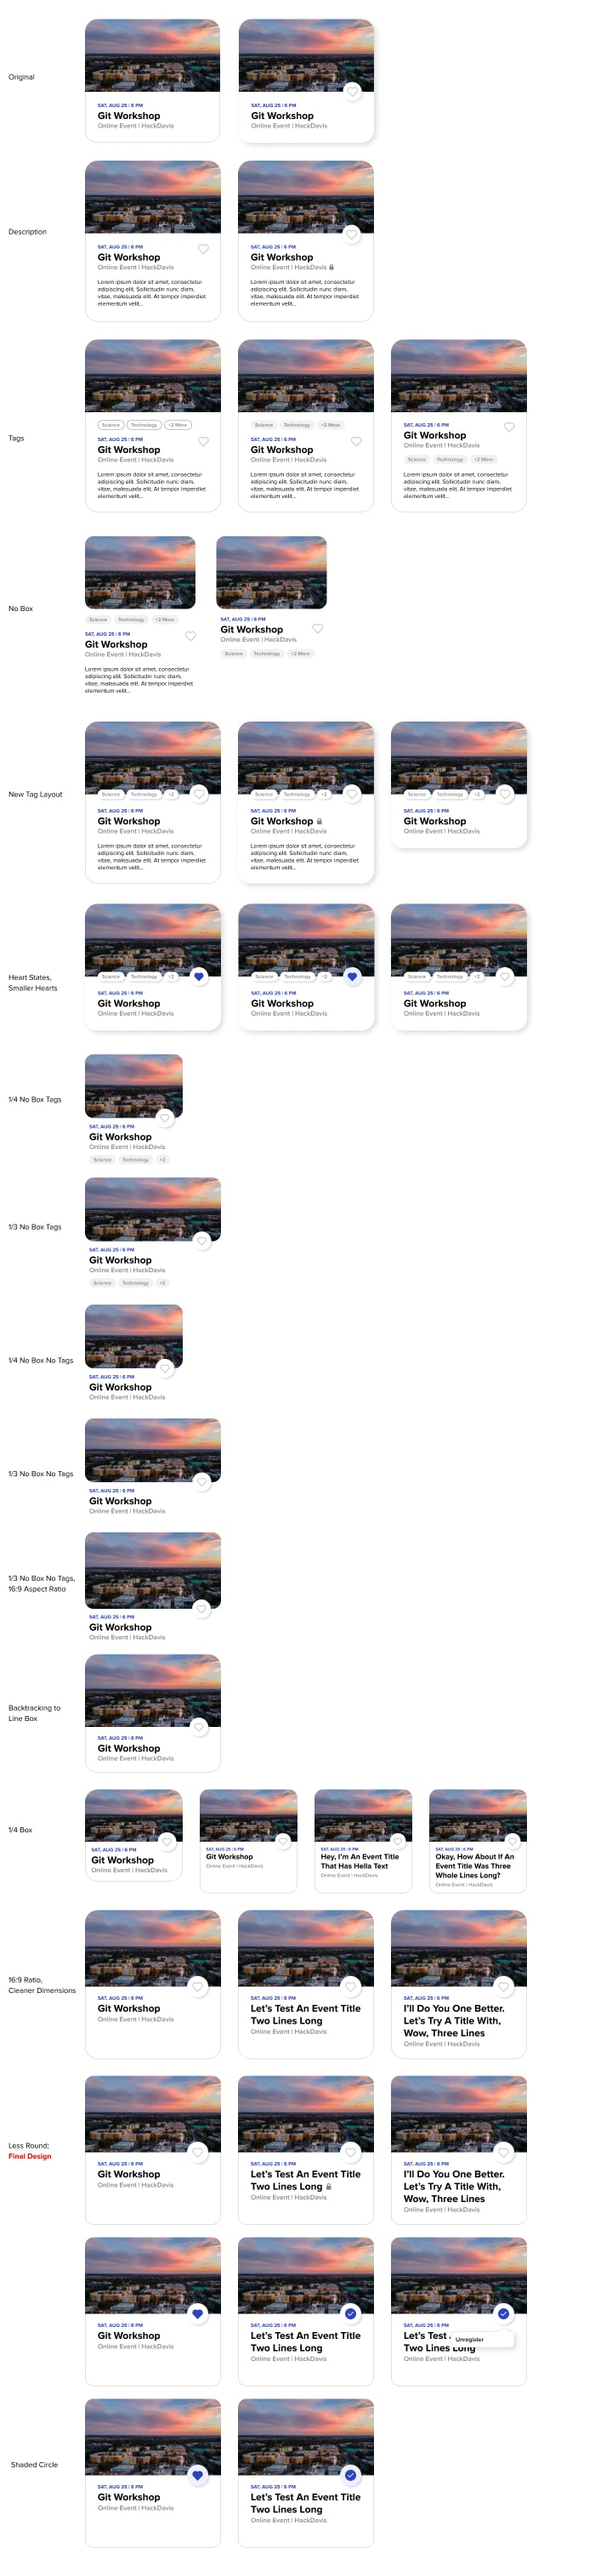 Original
SAT, AUG 25 | 6 PM
Git Workshop
Online Event | HackDavis
SAT, AUG 25 | 6 PM
Git Workshop
Online Event | HackDavis
Description
SAT, AUG 25 | 6 PM
Git Workshop
Online Event | HackDavis
Lorem ipsum dolor sit amet, consectetur
adipiscing elit. Sollicitudin nunc diam,
vitae, malesuada elit. At tempor imperdiet
elementum velit...
SAT, AUG 25 | 6 PM
Git Workshop
Online Event | HackDavis
Lorem ipsum dolor sit amet, consectetur
adipiscing elit. Sollicitudin nunc diam,
vitae, malesuada elit. At tempor imperdiet
elementum velit...
Tags
Science Technology +2 More
SAT, AUG 25 | 6 PM
Git Workshop
Online Event | HackDavis
Lorem ipsum dolor sit amet, consectetur
adipiscing elit. Sollicitudin nunc diam,
vitae, malesuada elit. At tempor imperdiet
elementum velit...
Science Technology +2 More
SAT, AUG 25 | 6 PM
Git Workshop
Online Event | HackDavis
Lorem ipsum dolor sit amet, consectetur
adipiscing elit. Sollicitudin nunc diam,
vitae, malesuada elit. At tempor imperdiet
elementum velit...
SAT, AUG 25 | 6 PM
Git Workshop
Online Event | HackDavis
Science Technology +2 More
Lorem ipsum dolor sit amet, consectetur
adipiscing elit. Sollicitudin nunc diam,
vitae, malesuada elit. At tempor imperdiet
elementum velit...
No Box
Science Technology +2 More
SAT, AUG 25 | 6 PM
Git Workshop
Online Event | HackDavis
Lorem ipsum dolor sit amet, consectetur
adipiscing elit. Sollicitudin nunc diam,
vitae, malesuada elit. At tempor imperdiet
elementum velit...
SAT, AUG 25 | 6 PM
Git Workshop
Online Event | HackDavis
Science Technology +2 More
New Tag Layout
Science Technology +2
SAT, AUG 25 | 6 PM
Git Workshop
Online Event | HackDavis
Lorem ipsum dolor sit amet, consectetur
adipiscing elit. Sollicitudin nunc diam,
vitae, malesuada elit. At tempor imperdiet
elementum velit...
Science Technology +2
SAT, AUG 25 | 6 PM
Git Workshop
Online Event | HackDavis
Lorem ipsum dolor sit amet, consectetur
adipiscing elit. Sollicitudin nunc diam,
vitae, malesuada elit. At tempor imperdiet
elementum velit...
Science Technology +2
SAT, AUG 25 | 6 PM
Git Workshop
Online Event | HackDavis
Heart States,
Smaller Hearts
Science Technology +2
SAT, AUG 25 | 6 PM
Git Workshop
Online Event | HackDavis
Science Technology +2
SAT, AUG 25 | 6 PM
Git Workshop
Online Event | HackDavis
Science Technology +2
SAT, AUG 25 | 6 PM
Git Workshop
Online Event | HackDavis
1/4 No Box Tags
SAT, AUG 25 | 6 PM
Git Workshop
Online Event | HackDavis
Science Technology +2
1/3 No Box Tags
SAT, AUG 25 | 6 PM
Git Workshop
Online Event | HackDavis
Science Technology +2
1/4 No Box No Tags
SAT, AUG 25 | 6 PM
Git Workshop
Online Event | HackDavis
1/3 No Box No Tags
SAT, AUG 25 | 6 PM
Git Workshop
Online Event | HackDavis
1/3 No Box No Tags,
16:9 Aspect Ratio
SAT, AUG 25 | 6 PM
Git Workshop
Online Event | HackDavis
Backtracking to
Line Box
SAT, AUG 25 | 6 PM
Git Workshop
Online Event | HackDavis
1/4 Box
SAT, AUG 25 | 6 PM
Git Workshop
Online Event | HackDavis
SAT, AUG 25 | 6 PM
Git Workshop
Online Event | HackDavis
SAT, AUG 25 | 6 PM
Hey, I'm An Event Title
That Has Hella Text
Online Event | HackDavis
SAT, AUG 25 | 6 PM
Okay, How About If An
Event Title Was Three
Whole Lines Long?
Online Event | HackDavis
16:9 Ratio,
Cleaner Dimensions
SAT, AUG 25 | 6 PM
Git Workshop
Online Event | HackDavis
SAT, AUG 25 | 6 PM
Let's Test An Event Title
Two Lines Long
Online Event | HackDavis
SAT, AUG 25 | 6 PM
I'll Do You One Better.
Let's Try A Title With,
Wow, Three Lines
Online Event | HackDavis
Less Round;
Final Design
SAT, AUG 25 | 6 PM
Git Workshop
Online Event | HackDavis
SAT, AUG 25 | 6 PM
Let's Test An Event Title
Two Lines Long
Online Event | HackDavis
SAT, AUG 25 | 6 PM
I'll Do You One Better.
Let's Try A Title With,
Wow, Three Lines
Online Event | HackDavis
SAT, AUG 25 | 6 PM
Git Workshop
Online Event | HackDavis
SAT, AUG 25 | 6 PM
Let's Test An Event Title
Two Lines Long
Online Event | HackDavis
SAT, AUG 25 | 6 PM
Let's Test
Unregister
Two Lines Long
Online Event | HackDavis
Shaded Circle
SAT, AUG 25 | 6 PM
Git Workshop
Online Event | HackDavis
SAT, AUG 25 | 6 PM
Let's Test An Event Title
Two Lines Long
Online Event | HackDavis